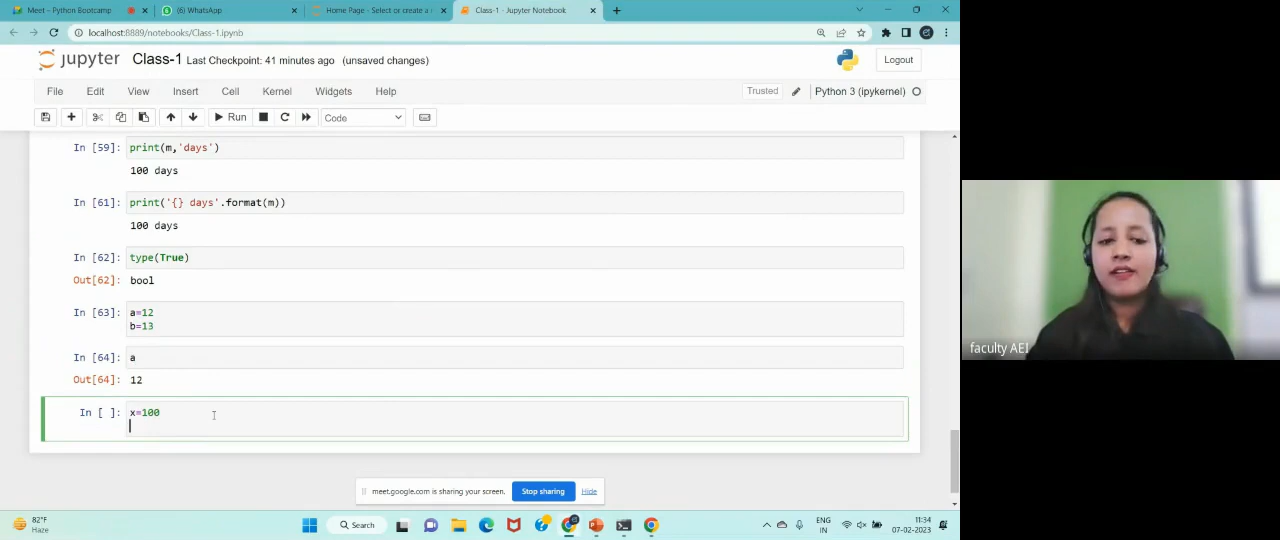 Meet - Python Bootcamp
(6) WhatsApp
Home Page - Select or create a
Class-1 - Jupyter Notebook
localhost:8889/notebooks/Class-1.ipynb
jupyter Class-1 Last Checkpoint: 41 minutes ago (unsaved changes)
Logout
File Edit View Insert Cell Kernel Widgets Help
Trusted
Python 3 (ipykernel)
Run
Code
In [59]: print(m,'days')
100 days
In [61]: print('{} days'.format(m))
100 days
In [62]: type(True)
Out[62]: bool
In [63]: a=12
b=13
In [64]: a
Out[64]: 12
In [ ]: x=100
faculty AEI
meet.google.com is sharing your screen.
Stop sharing
Hide
82°F
Haze
Search
ENG
IN
11:34
07-02-2023